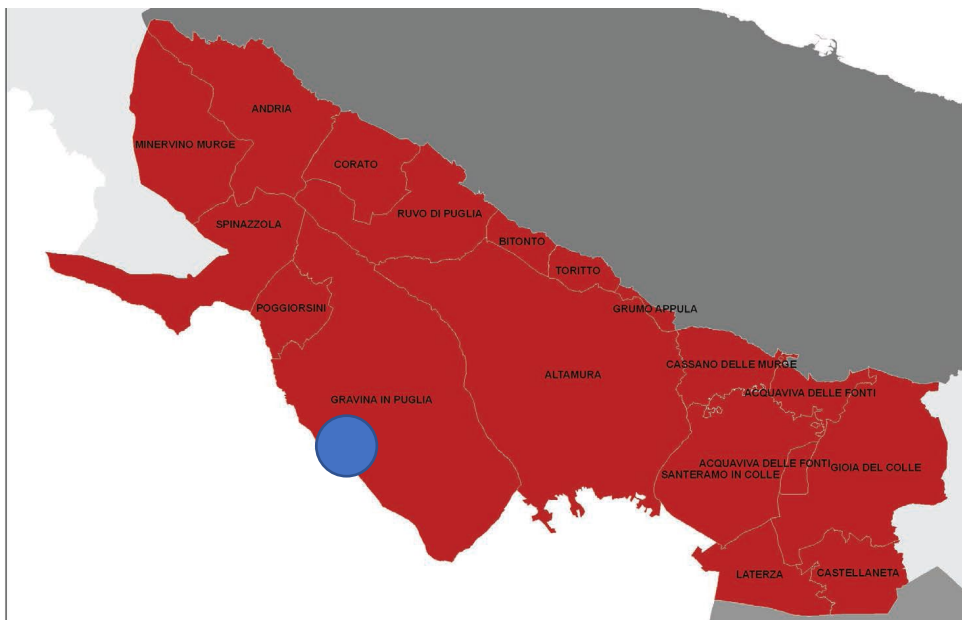 ANDRIA
MINERVINO MURGE
CORATO
RUVO DI PUGLIA
SPINAZZOLA
BITONTO
TORITTO
POGGIORSINI
GRUMO APPULA
CASSANO DELLE MURGE
ALTAMURA
ACQUAVIVA DELLE FONTI
GRAVINA IN PUGLIA
ACQUAVIVA DELLE FONTI
GIOIA DEL COLLE
SANTERAMO IN COLLE
LATERZA
CASTELLANETA